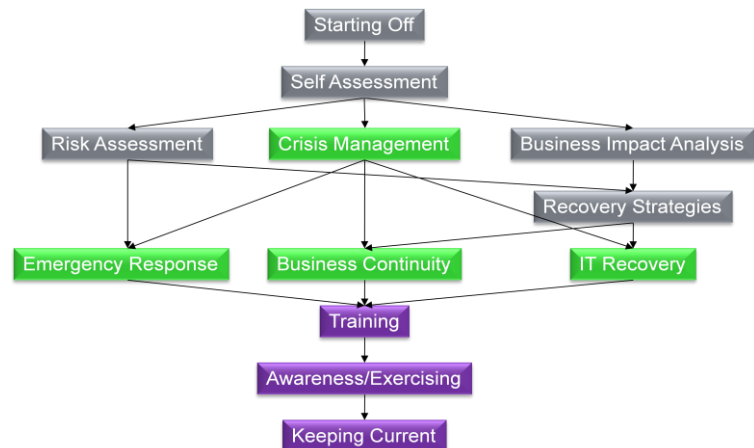 Starting Off
Self Assessment
Risk Assessment
Crisis Management
Business Impact Analysis
Recovery Strategies
Emergency Response
Business Continuity
IT Recovery
Training
Awareness/Exercising
Keeping Current